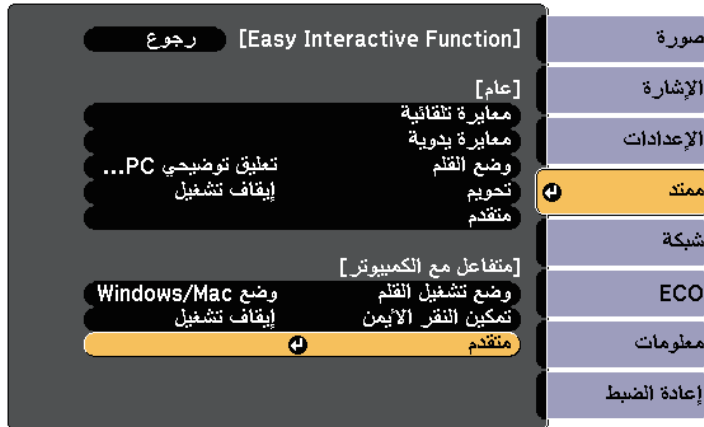 صورة
الإشارة
الإعدادات
ممتد
شبكة
ECO
معلومات
إعادة الضبط
[Easy Interactive Function] رجوع
[عام]
معايرة تلقائية
معايرة يدوية
وضع القلم تعليق توضيحي PC...
تحويم إيقاف تشغيل
متقدم
[متفاعل مع الكمبيوتر]
وضع تشغيل القلم وضع Windows/Mac
تمكين النقر الأيمن إيقاف تشغيل
متقدم